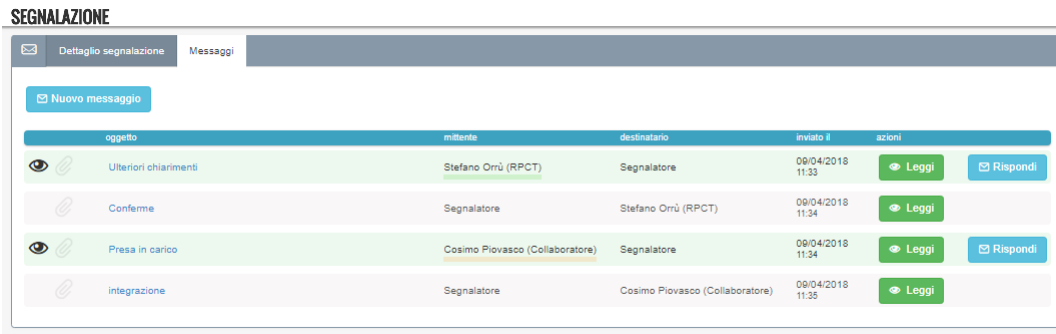 SEGNALAZIONE
Dettaglio segnalazione Messaggi
Nuovo messaggio
oggetto mittente destinatario inviato il azioni
Ulteriori chiarimenti Stefano Orrù (RPCT) Segnalatore 09/04/2018 11:33 Leggi Rispondi
Conferme Segnalatore Stefano Orrù (RPCT) 09/04/2018 11:34 Leggi
Presa in carico Cosimo Piovasco (Collaboratore) Segnalatore 09/04/2018 11:34 Leggi Rispondi
integrazione Segnalatore Cosimo Piovasco (Collaboratore) 09/04/2018 11:35 Leggi